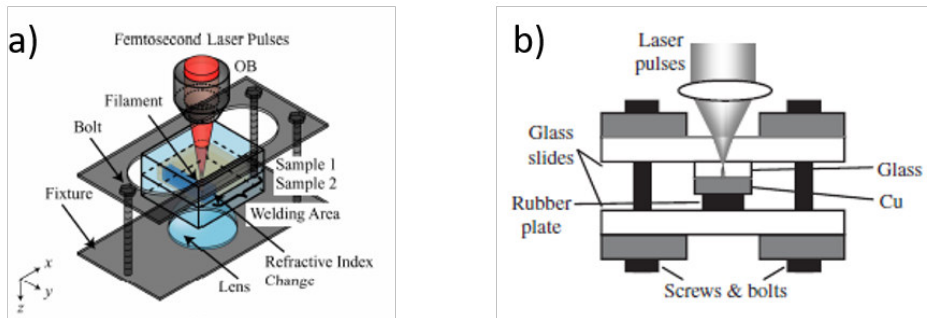 a)
Femtosecond Laser Pulses
OB
Filament
Bolt
Sample 1
Sample 2
Fixture
Welding Area
Refractive Index
Change
Lens
x
y
z
b)
Laser
pulses
Glass
slides
Glass
Cu
Rubber
plate
Screws & bolts